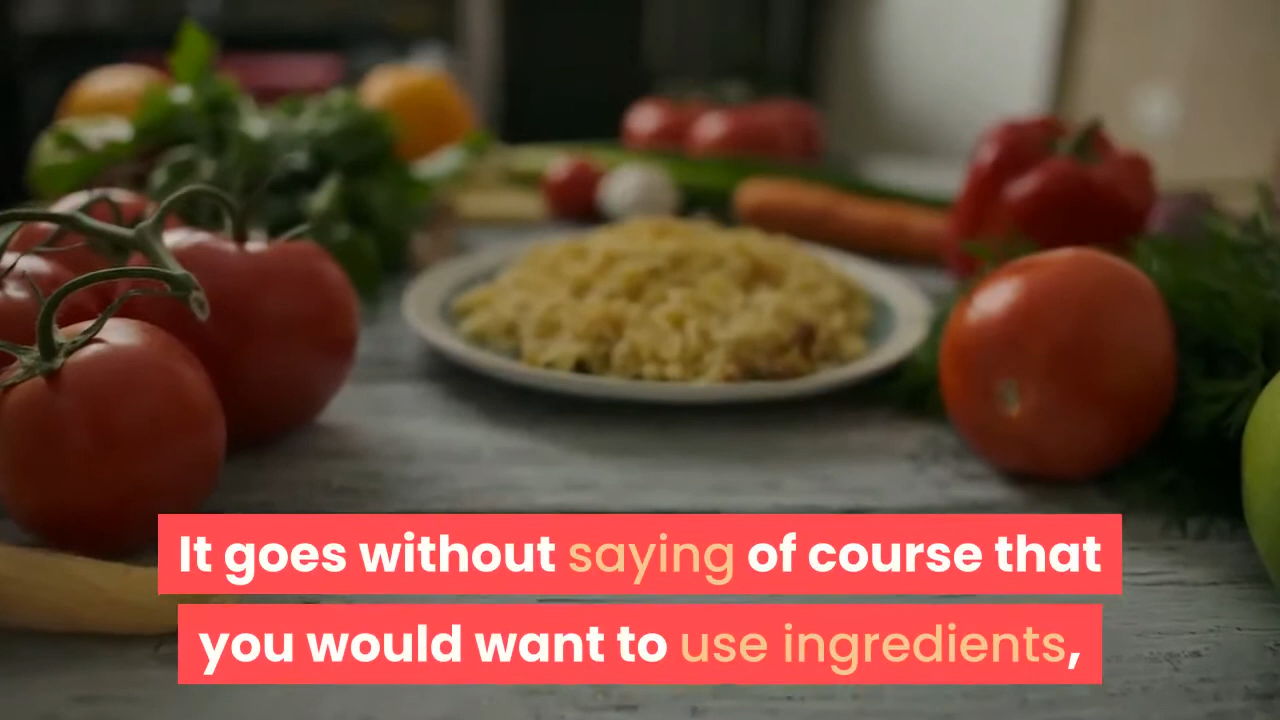 It goes without saying of course that
you would want to use ingredients,